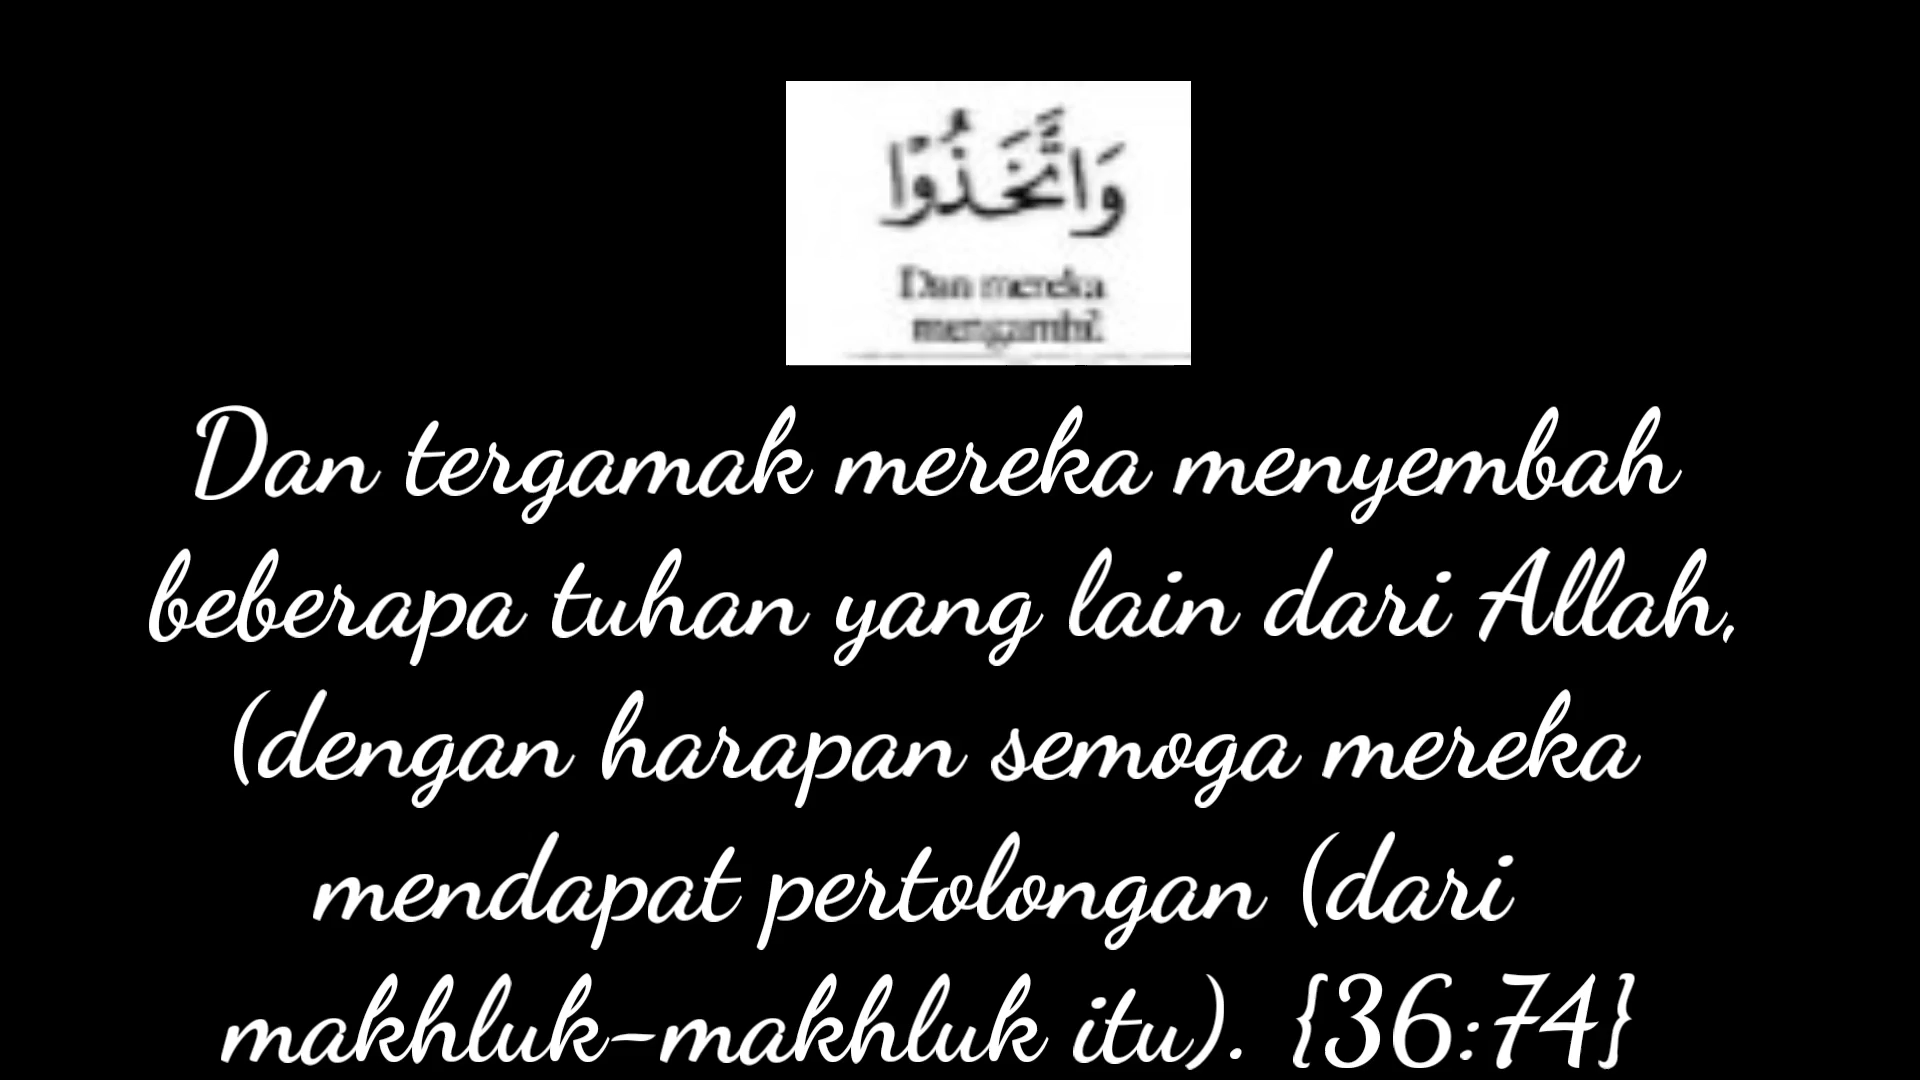 وَاتَّخَذُوْا
Dan mereka
mengambil.
Dan tergamak mereka menyembah
beberapa tuhan yang lain dari Allah,
(dengan harapan semoga mereka
mendapat pertolongan (dari
makhluk-makhluk itu). {36:74}